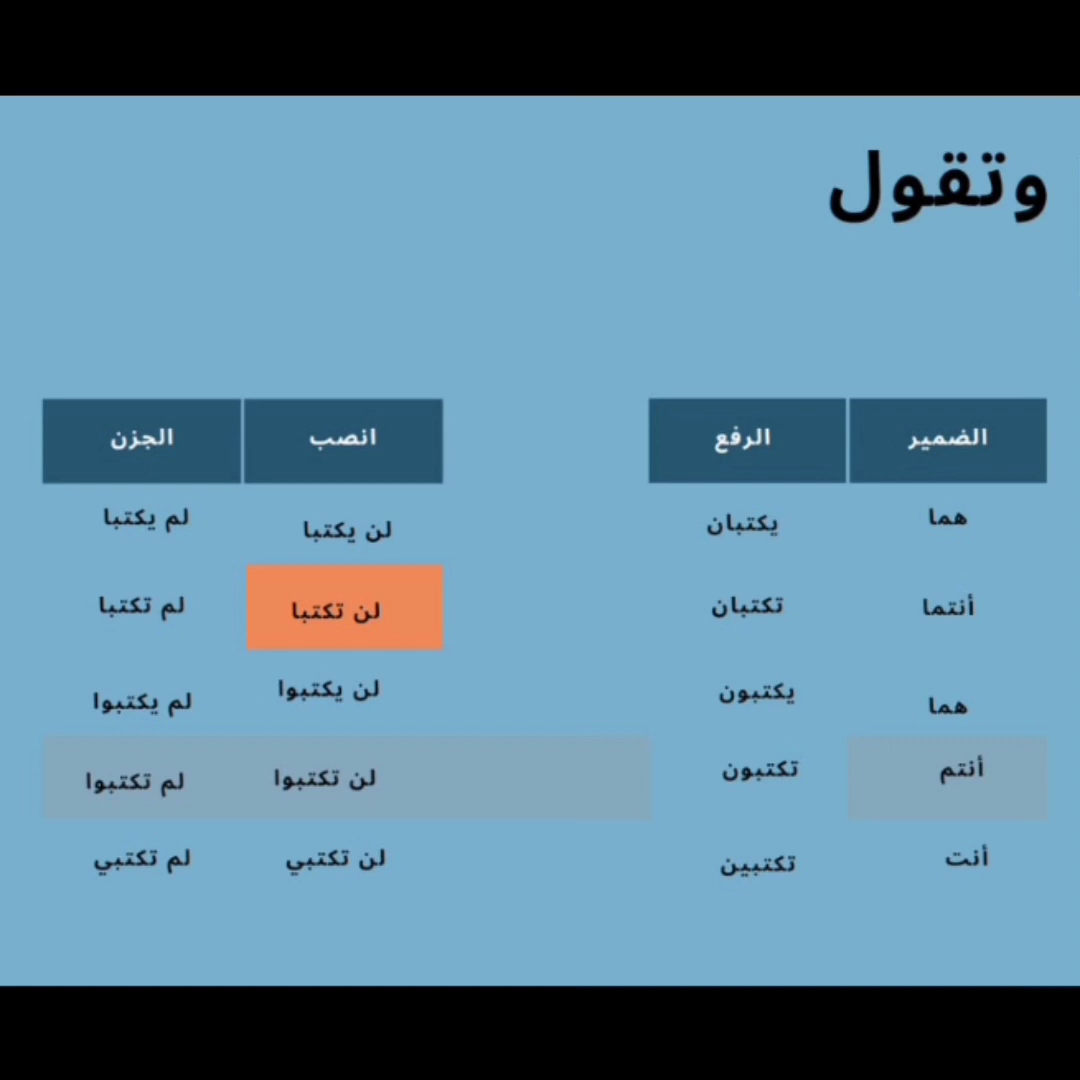 وتقول
الضمير الرفع انصب الجزن
هما يكتبان لن يكتبا لم يكتبا
أنتما تكتبان لن تكتبا لم تكتبا
هما يكتبون لن يكتبوا لم يكتبوا
أنتم تكتبون لن تكتبوا لم تكتبوا
أنت تكتبين لن تكتبي لم تكتبي